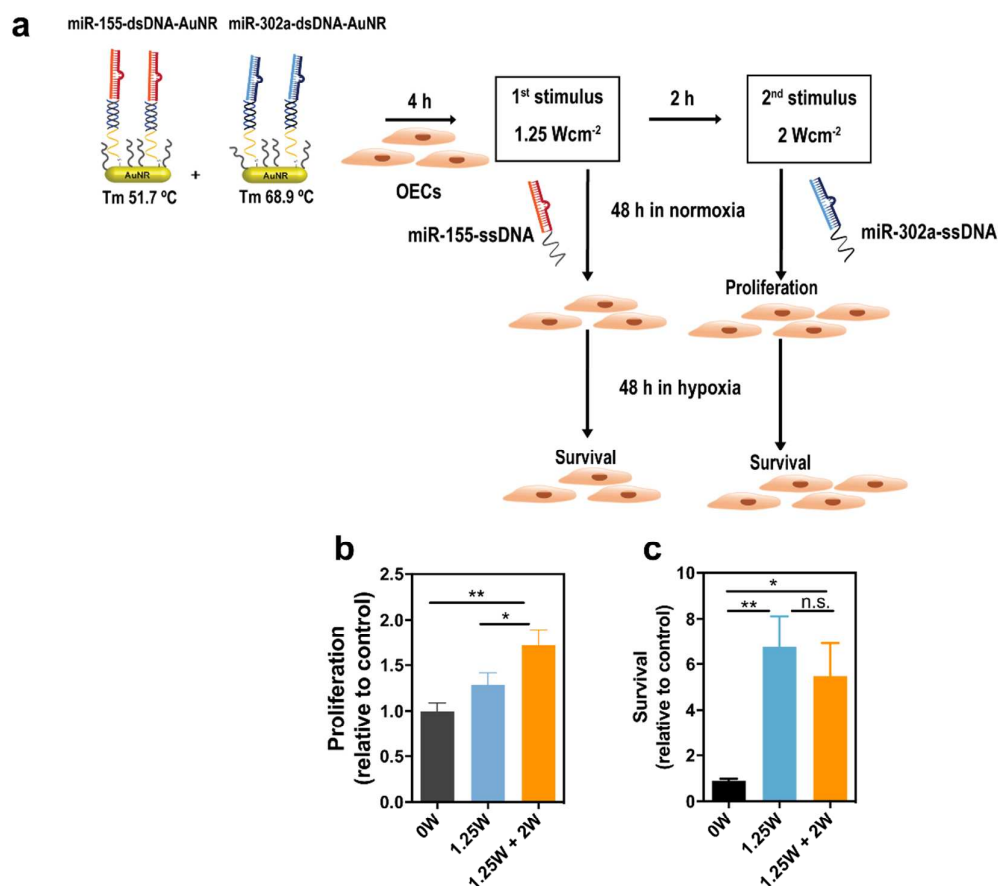 a
miR-155-dsDNA-AuNR miR-302a-dsDNA-AuNR
AuNR
Tm 51.7 ºC
+
AuNR
Tm 68.9 ºC
4 h
OECs
1st stimulus
1.25 Wcm-2
2 h
2nd stimulus
2 Wcm-2
miR-155-ssDNA
48 h in normoxia
miR-302a-ssDNA
Proliferation
48 h in hypoxia
Survival
Survival
b
Proliferation
(relative to control)
2.5
2.0
1.5
1.0
0.5
0.0
**
*
0W
1.25W
1.25W + 2W
c
Survival
(relative to control)
10
8
6
4
2
0
*
**
n.s.
0W
1.25W
1.25W + 2W